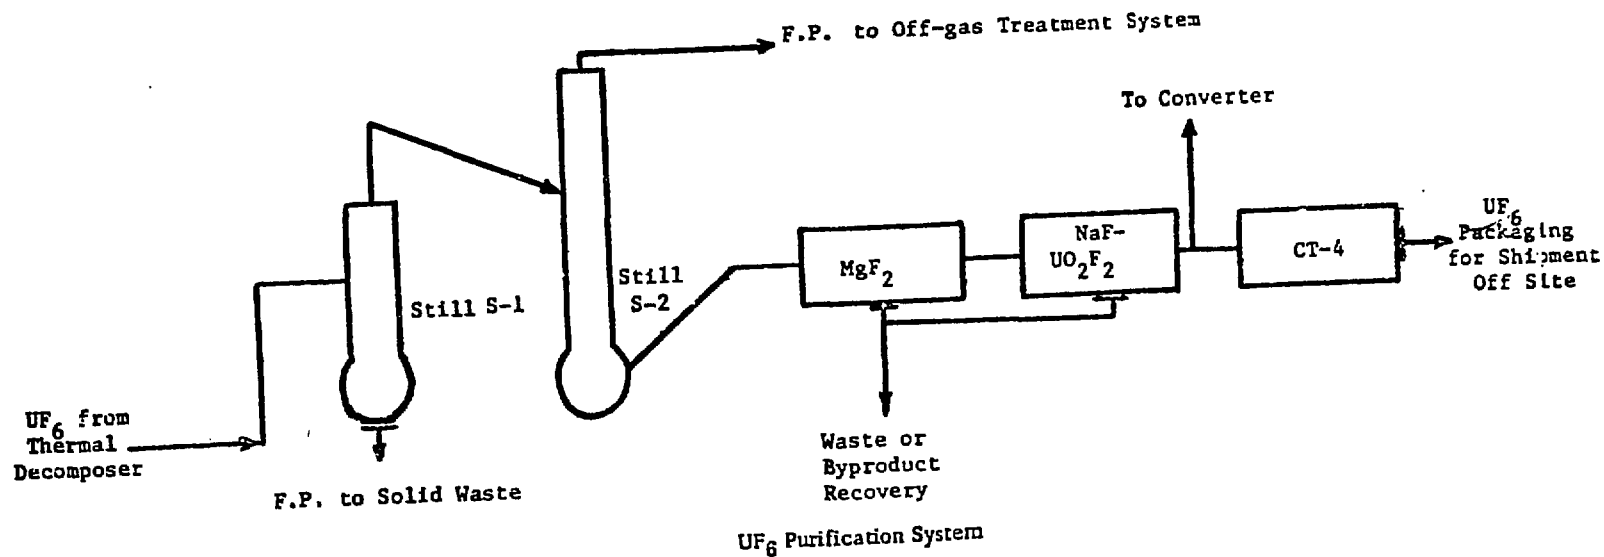 F.P. to Off-gas Treatment System
To Converter
UF6
Packaging
for Shipment
Off Site
NaF-
UO2F2
CT-4
MgF2
Still
S-2
Still S-1
UF6 from
Thermal
Decomposer
Waste or
Byproduct
Recovery
F.P. to Solid Waste
UF6 Purification System